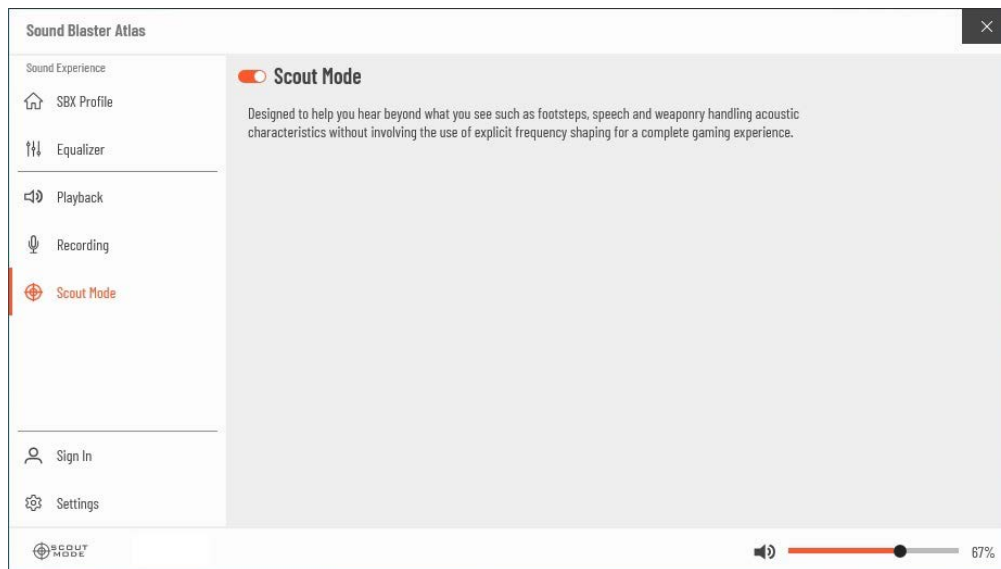 Sound Blaster Atlas
Sound Experience
SBX Profile
Equalizer
Playback
Recording
Scout Mode
Sign In
Settings
Scout Mode
Designed to help you hear beyond what you see such as footsteps, speech and weaponry handling acoustic
characteristics without involving the use of explicit frequency shaping for a complete gaming experience.
SCOUT
MODE
67%